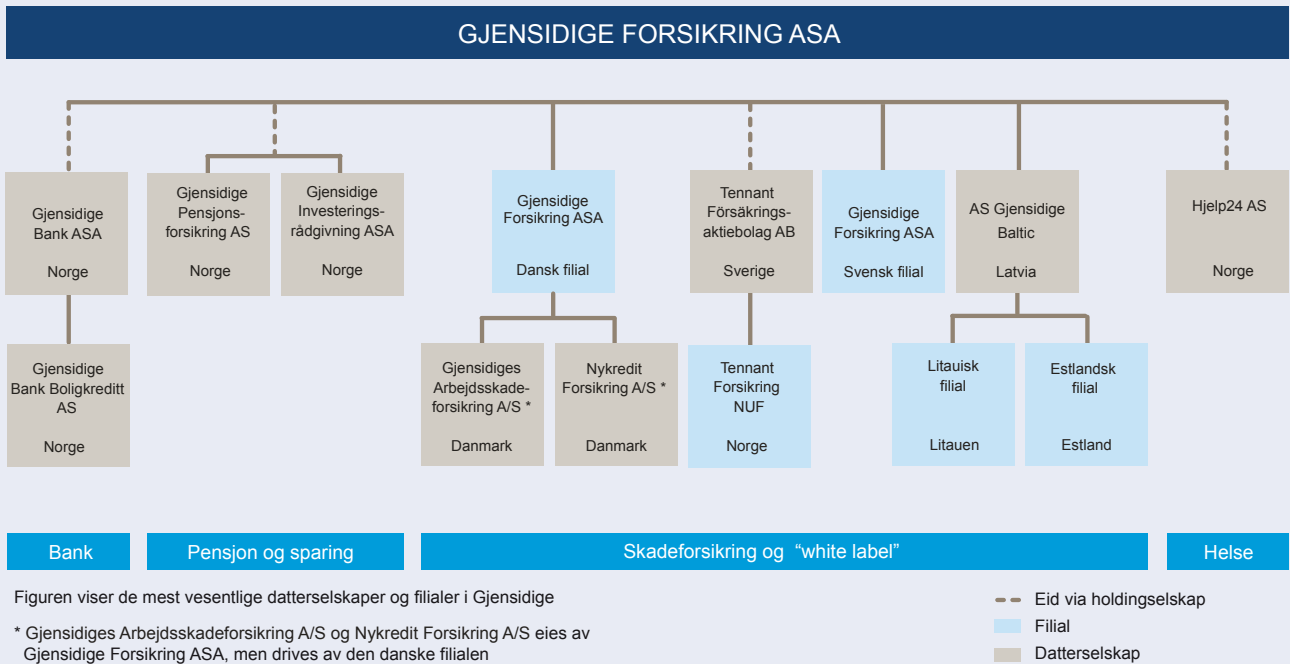 GJENSIDIGE FORSIKRING ASA
Gjensidige
Bank ASA
Norge
Gjensidige
Pensjons-
forsikring AS
Norge
Gjensidige
Investerings-
rådgivning ASA
Norge
Gjensidige
Forsikring ASA
Dansk filial
Tennant
Försäkrings-
aktiebolag AB
Sverige
Gjensidige
Forsikring ASA
Svensk filial
AS Gjensidige
Baltic
Latvia
Hjelp24 AS
Norge
Gjensidige
Bank Boligkreditt
AS
Norge
Gjensidiges
Arbejdsskade-
forsikring A/S *
Danmark
Nykredit
Forsikring A/S *
Danmark
Tennant
Forsikring
NUF
Norge
Litauisk
filial
Litauen
Estlandsk
filial
Estland
Bank
Pensjon og sparing
Skadeforsikring og “white label”
Helse
Figuren viser de mest vesentlige datterselskaper og filialer i Gjensidige
* Gjensidiges Arbejdsskadeforsikring A/S og Nykredit Forsikring A/S eies av
Gjensidige Forsikring ASA, men drives av den danske filialen
Eid via holdingselskap
Filial
Datterselskap